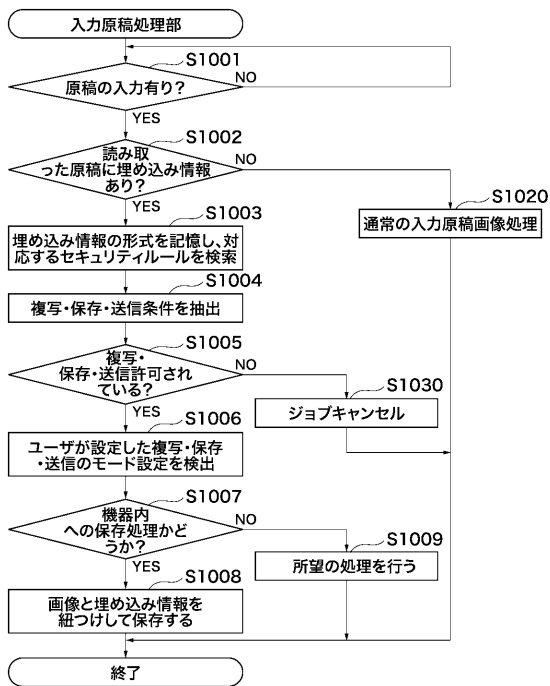 入力原稿処理部
S1001
原稿の入力有り?
NO
YES
S1002
読み取
った原稿に埋め込み情報
あり?
NO
YES
S1020
通常の入力原稿画像処理
S1003
埋め込み情報の形式を記憶し、対
応するセキュリティルールを検索
S1004
複写・保存・送信条件を抽出
S1005
複写・
保存・送信許可され
ている?
NO
YES
S1030
ジョブキャンセル
S1006
ユーザが設定した複写・保存
・送信のモード設定を検出
S1007
機器内
への保存処理かど
うか?
NO
YES
S1009
所望の処理を行う
S1008
画像と埋め込み情報を
紐つけして保存する
終了